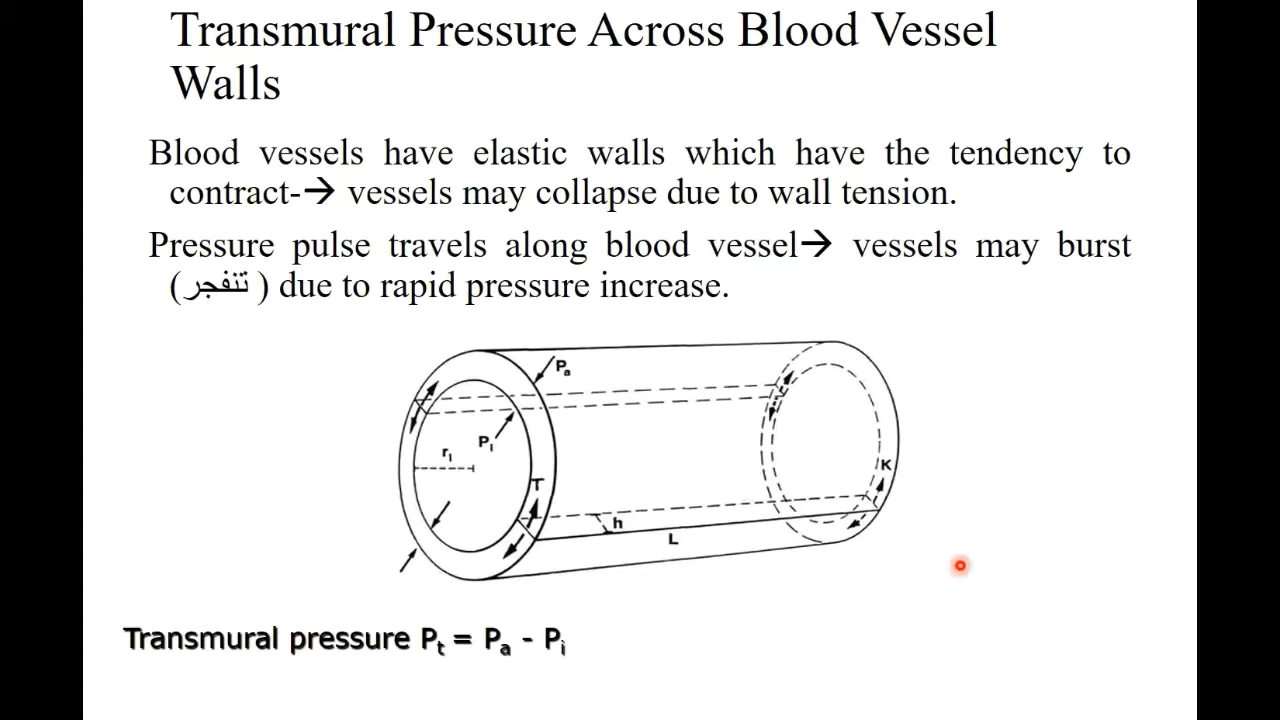 Transmural Pressure Across Blood Vessel
Walls
Blood vessels have elastic walls which have the tendency to
contract-→ vessels may collapse due to wall tension.
Pressure pulse travels along blood vessel→ vessels may burst
(تنفجر ) due to rapid pressure increase.
Pa
Pi
ri
K
T
h
L
Transmural pressure Pt = Pa - Pi